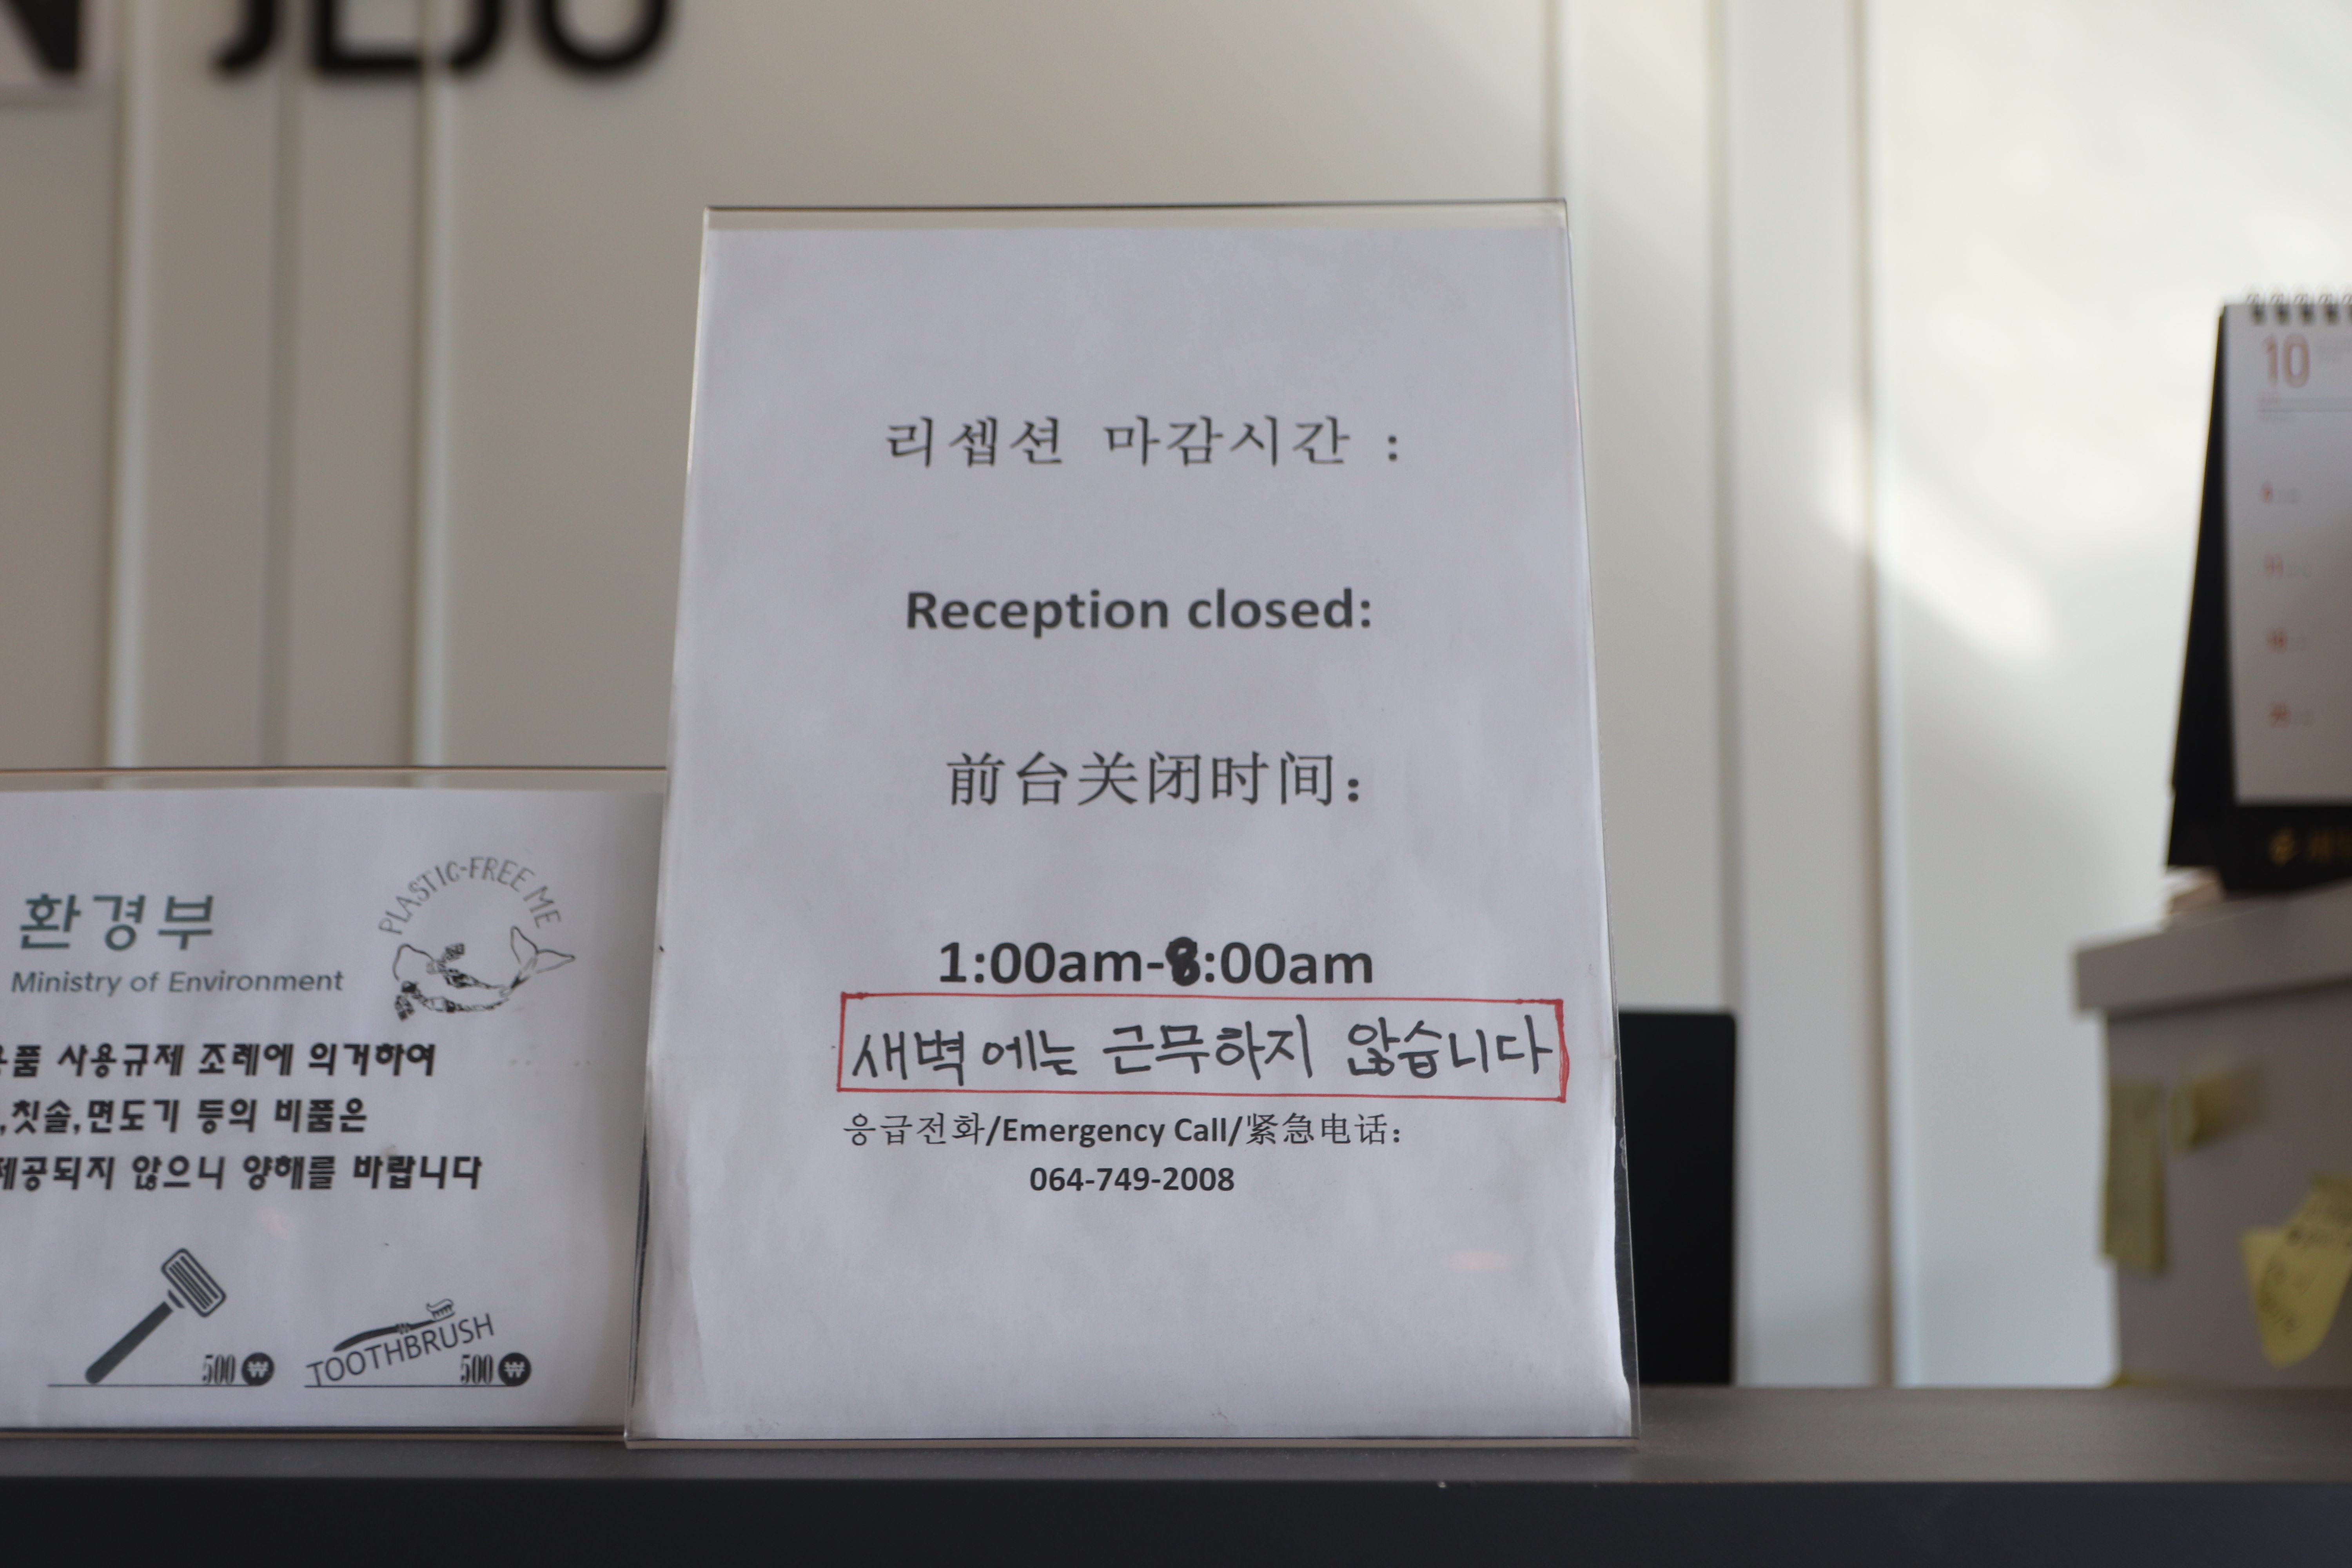 JEJU
리셉션 마감시간 :
Reception closed:
前台关闭时间：
1:00am-8:00am
새벽에는 근무하지 않습니다
응급전화/Emergency Call/紧急电话：
064-749-2008
환경부
Ministry of Environment
PLASTIC-FREE ME
사용규제 조례에 의거하여
,칫솔,면도기 등의 비품은
제공되지 않으니 양해를 바랍니다
500 ₩
TOOTHBRUSH
500 ₩
10